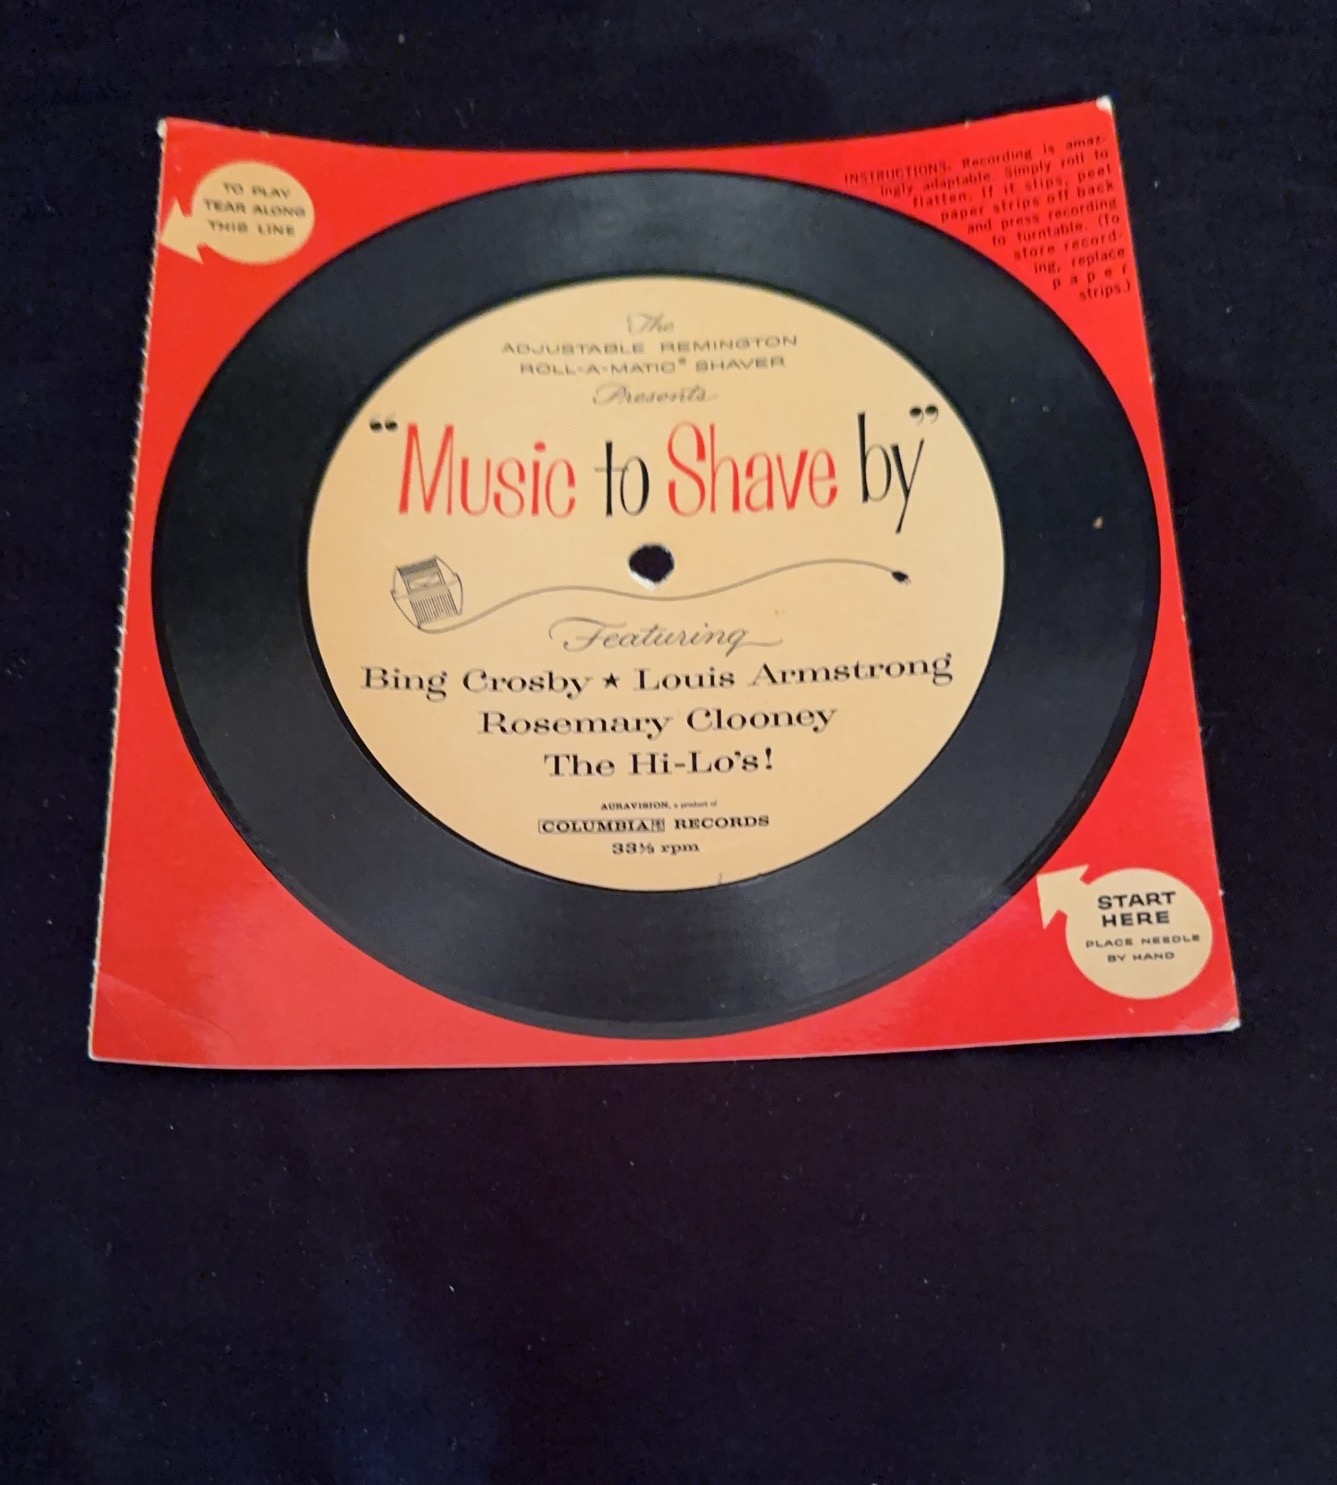 TO PLAY
TEAR ALONG
THIS LINE
INSTRUCTIONS. Recording is amaz-
ingly adaptable. Simply roll to
flatten. If it slips, peel
paper strips off back
and press recording
to turntable. (To
store record-
ing, replace
paper
strips.)
The
ADJUSTABLE REMINGTON
ROLL-A-MATIC® SHAVER
Presents
“Music to Shave by”
Featuring
Bing Crosby ★ Louis Armstrong
Rosemary Clooney
The Hi-Lo's!
AURAVISION, a product of
COLUMBIA RECORDS
33⅓ rpm
START
HERE
PLACE NEEDLE
BY HAND